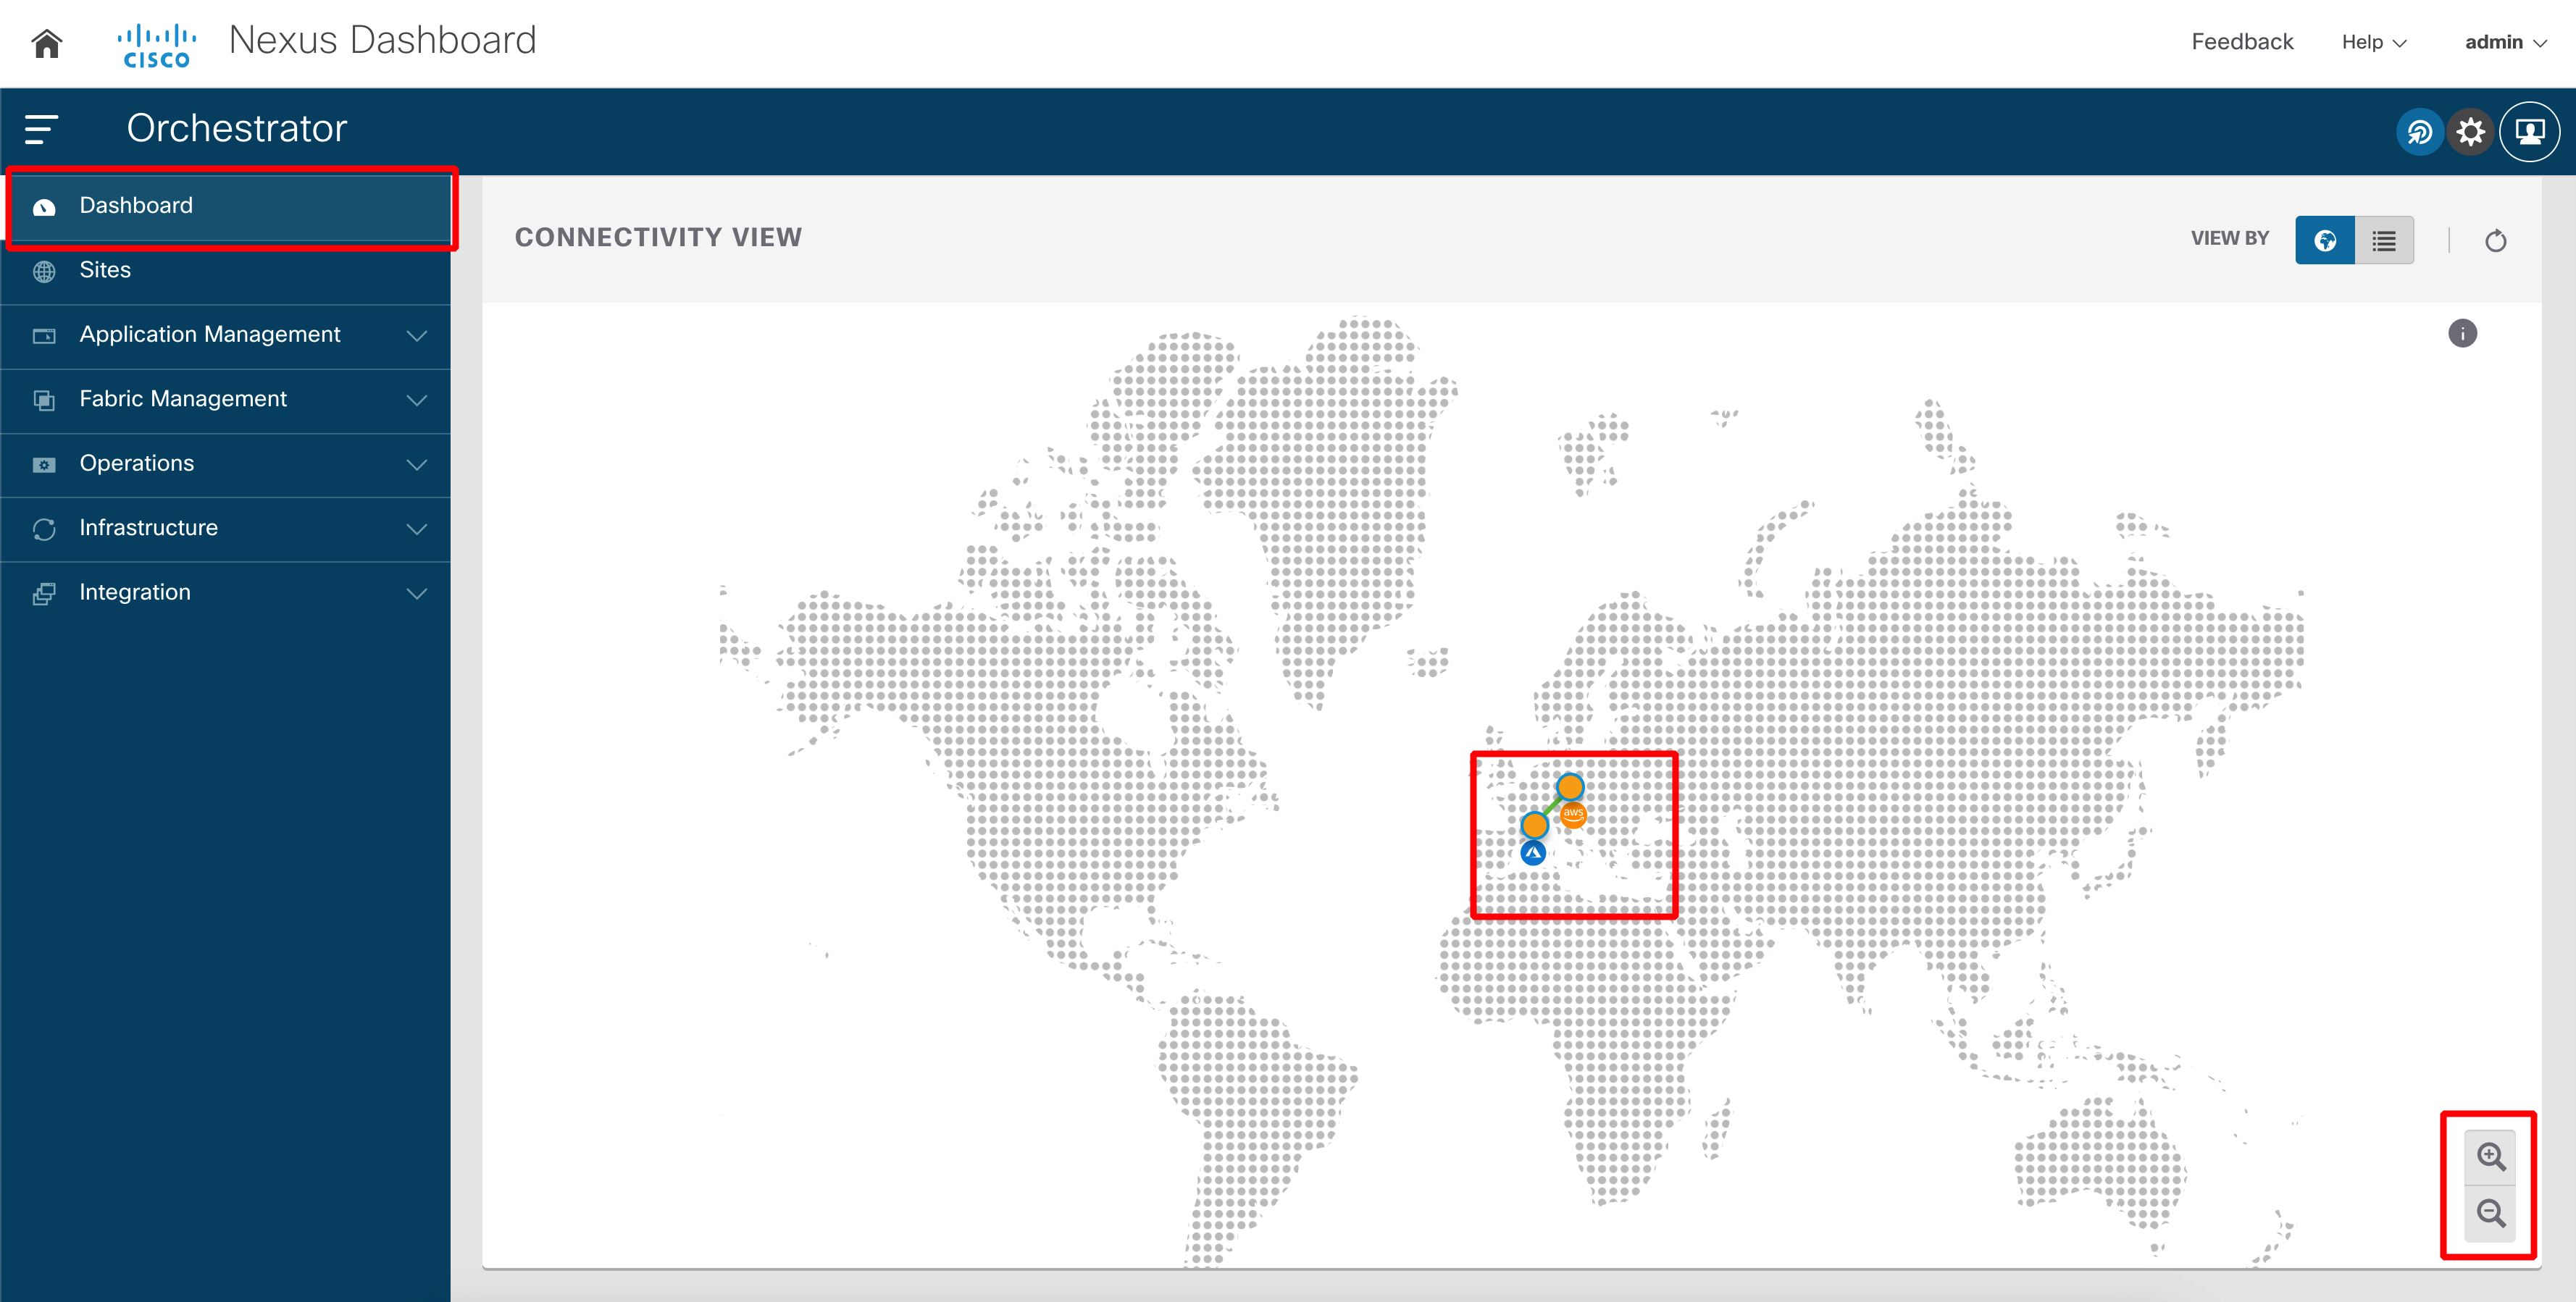 CISCO Nexus Dashboard
Feedback Help admin
Orchestrator
Dashboard
Sites
Application Management
Fabric Management
Operations
Infrastructure
Integration
CONNECTIVITY VIEW
VIEW BY
i
aws